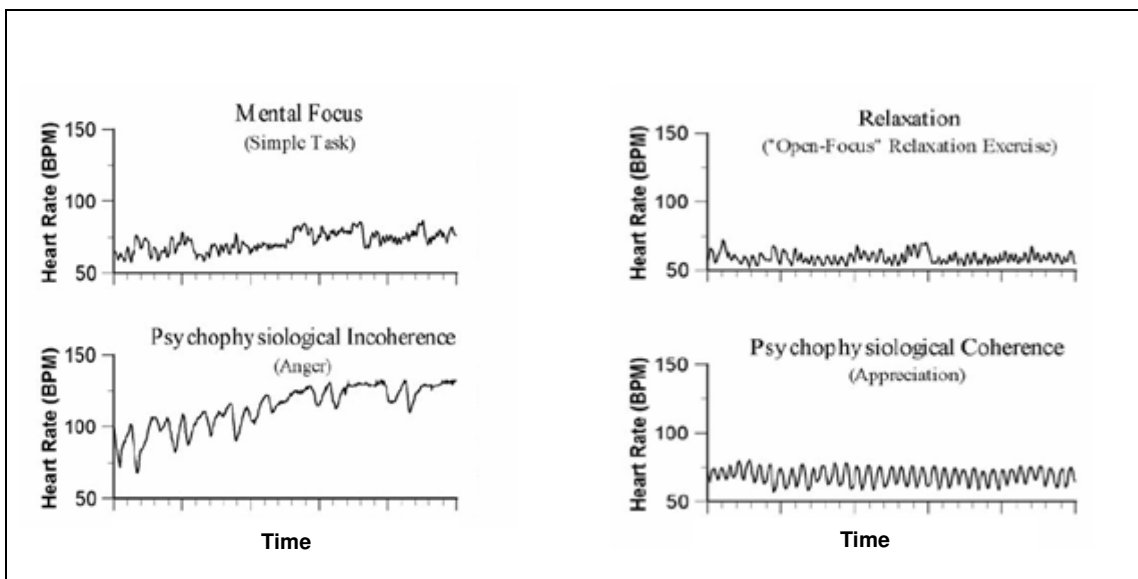 Mental Focus
(Simple Task)
Heart Rate (BPM)
150
100
50
Relaxation
("Open-Focus" Relaxation Exercise)
Heart Rate (BPM)
150
100
50
Psychophysiological Incoherence
(Anger)
Heart Rate (BPM)
150
100
50
Time
Psychophysiological Coherence
(Appreciation)
Heart Rate (BPM)
150
100
50
Time